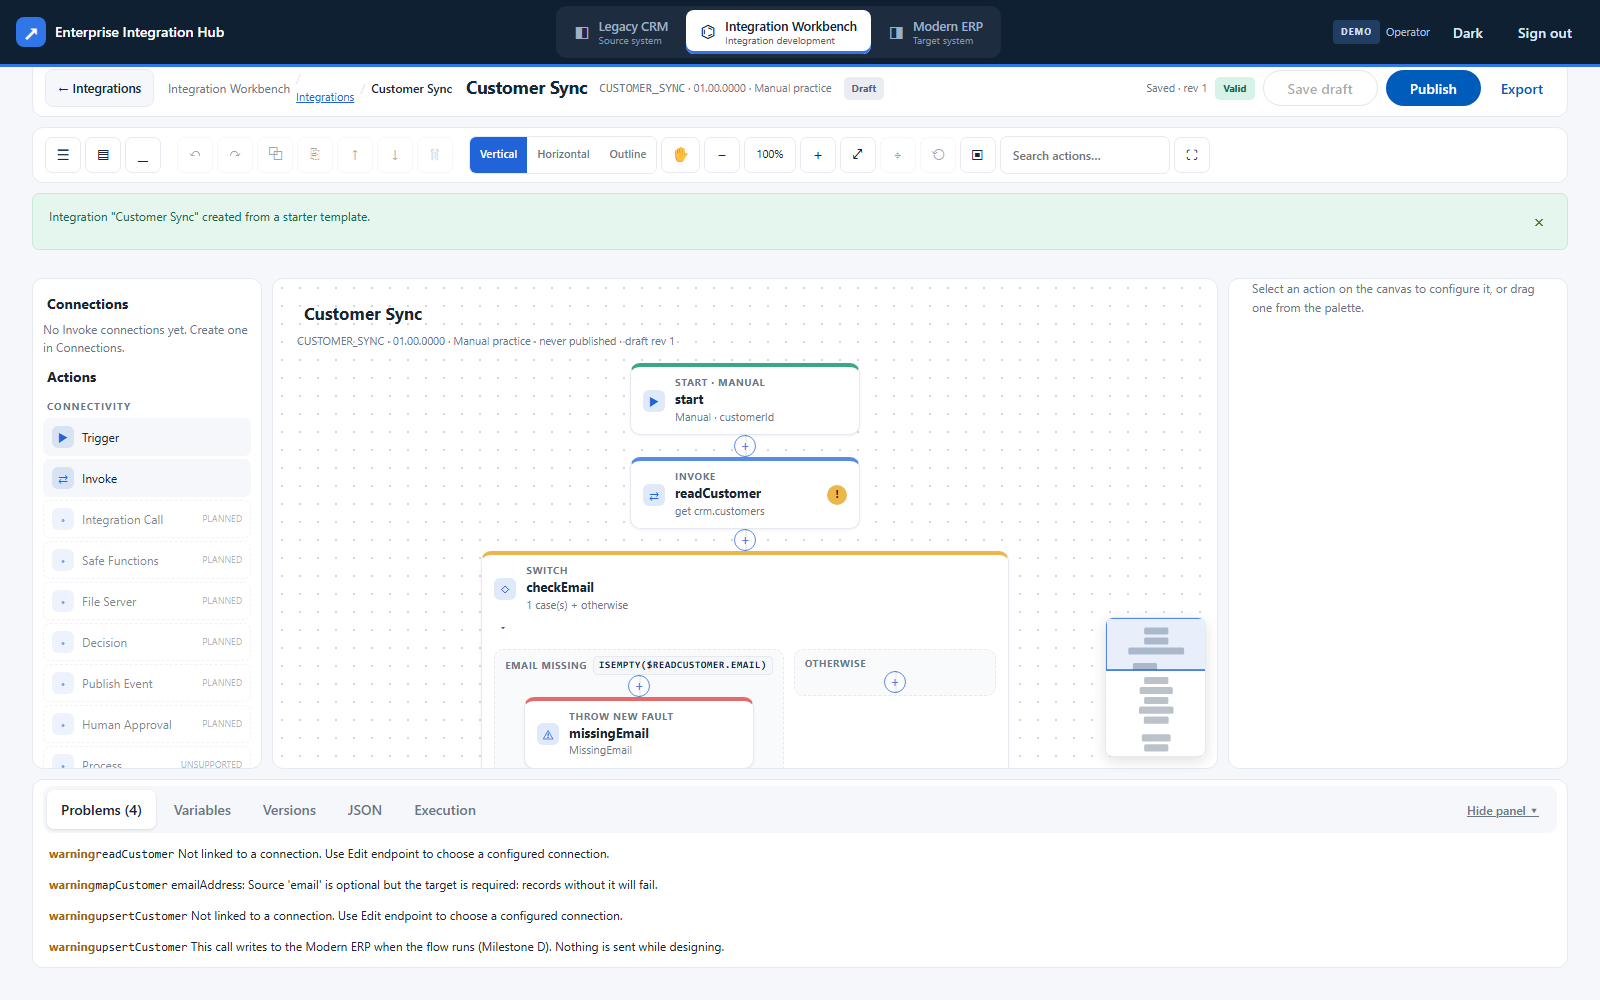 Enterprise Integration Hub
Legacy CRM
Source system
Integration Workbench
Integration development
Modern ERP
Target system
DEMO
Operator
Dark
Sign out
← Integrations
Integration Workbench
/
Integrations
/
Customer Sync
Customer Sync
CUSTOMER_SYNC · 01.00.0000 · Manual practice
Draft
Saved · rev 1
Valid
Save draft
Publish
Export
Vertical
Horizontal
Outline
−
100%
+
Search actions...
Integration "Customer Sync" created from a starter template.
×
Connections
No Invoke connections yet. Create one
in Connections.
Actions
CONNECTIVITY
Trigger
Invoke
Integration Call PLANNED
Safe Functions PLANNED
File Server PLANNED
Decision PLANNED
Publish Event PLANNED
Human Approval PLANNED
Process UNSUPPORTED
Customer Sync
CUSTOMER_SYNC · 01.00.0000 · Manual practice · never published · draft rev 1
START · MANUAL
start
Manual · customerId
+
INVOKE
readCustomer
get crm.customers
!
+
SWITCH
checkEmail
1 case(s) + otherwise
EMAIL MISSING ISEMPTY($READCUSTOMER.EMAIL)
+
OTHERWISE
+
THROW NEW FAULT
missingEmail
MissingEmail
Select an action on the canvas to configure it, or drag
one from the palette.
Problems (4)
Variables
Versions
JSON
Execution
Hide panel ▾
warningreadCustomer Not linked to a connection. Use Edit endpoint to choose a configured connection.
warningmapCustomer emailAddress: Source 'email' is optional but the target is required: records without it will fail.
warningupsertCustomer Not linked to a connection. Use Edit endpoint to choose a configured connection.
warningupsertCustomer This call writes to the Modern ERP when the flow runs (Milestone D). Nothing is sent while designing.